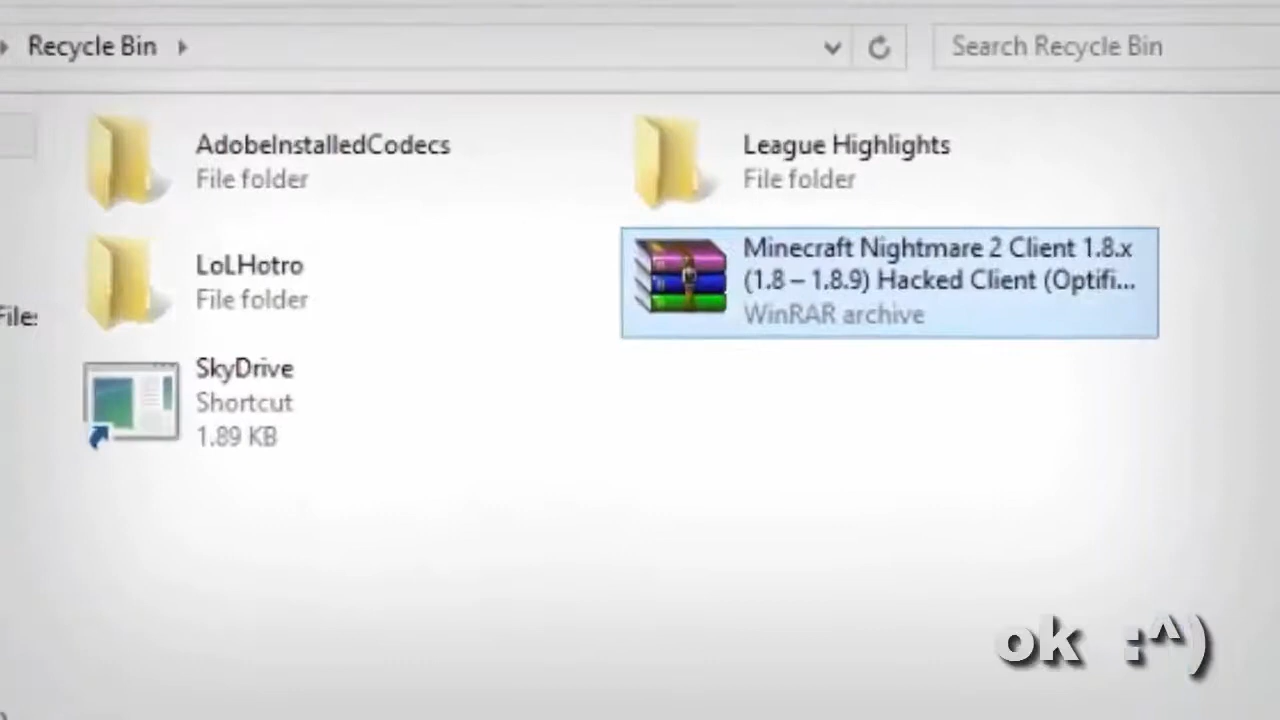 Recycle Bin
Search Recycle Bin
AdobeInstalledCodecs
File folder
League Highlights
File folder
LoLHotro
File folder
Minecraft Nightmare 2 Client 1.8.x
(1.8 – 1.8.9) Hacked Client (Optifi...
WinRAR archive
Files
SkyDrive
Shortcut
1.89 KB
ok :^)